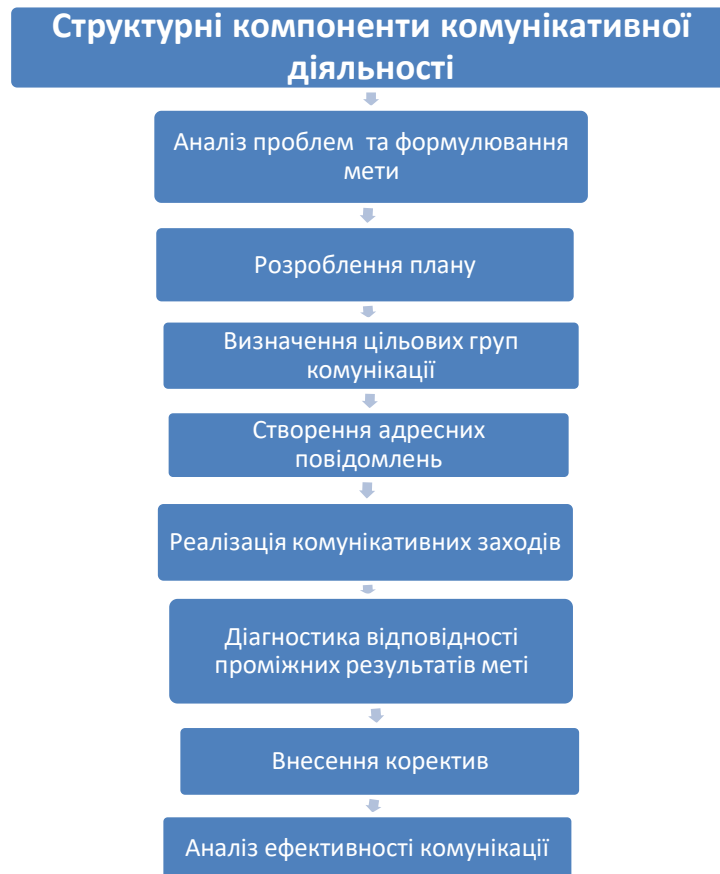 Структурні компоненти комунікативної
діяльності
Аналіз проблем та формулювання
мети
Розроблення плану
Визначення цільових груп
комунікації
Створення адресних
повідомлень
Реалізація комунікативних заходів
Діагностика відповідності
проміжних результатів меті
Внесення коректив
Аналіз ефективності комунікації